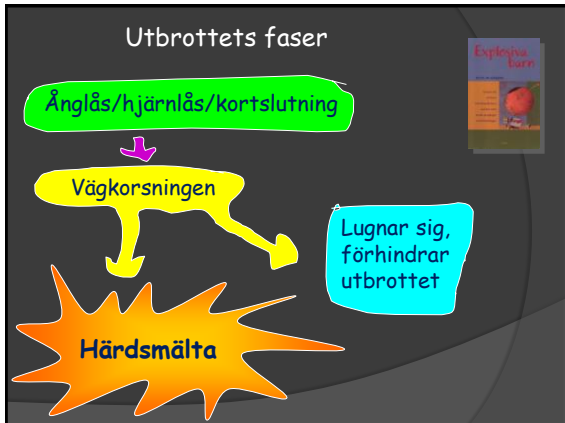 Utbrottets faser
Explosiva
barn
Ånglås/hjärnlås/kortslutning
Vägkorsningen
Lugnar sig,
förhindrar
utbrottet
Härdsmälta